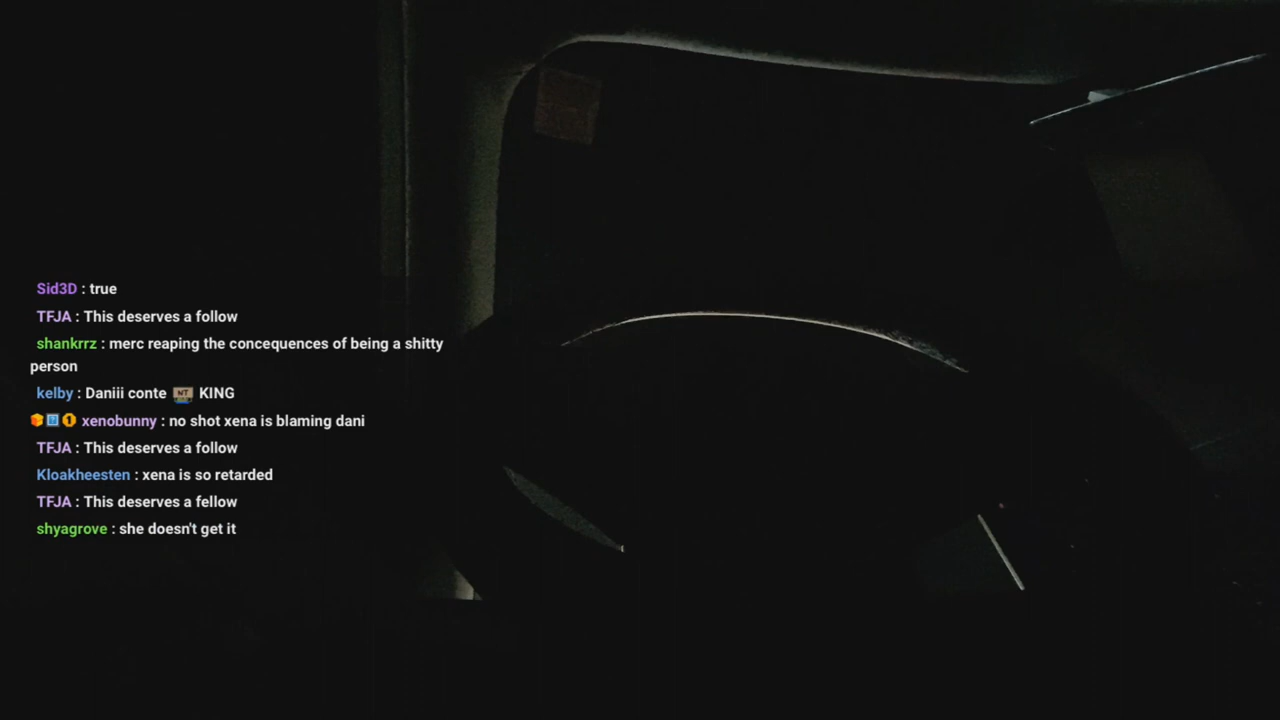 Sid3D : true
TFJA : This deserves a follow
shankrrz : merc reaping the concequences of being a shitty
person
kelby : Daniii conte NT KING
xenobunny : no shot xena is blaming dani
TFJA : This deserves a follow
Kloakheesten : xena is so retarded
TFJA : This deserves a fellow
shyagrove : she doesn't get it